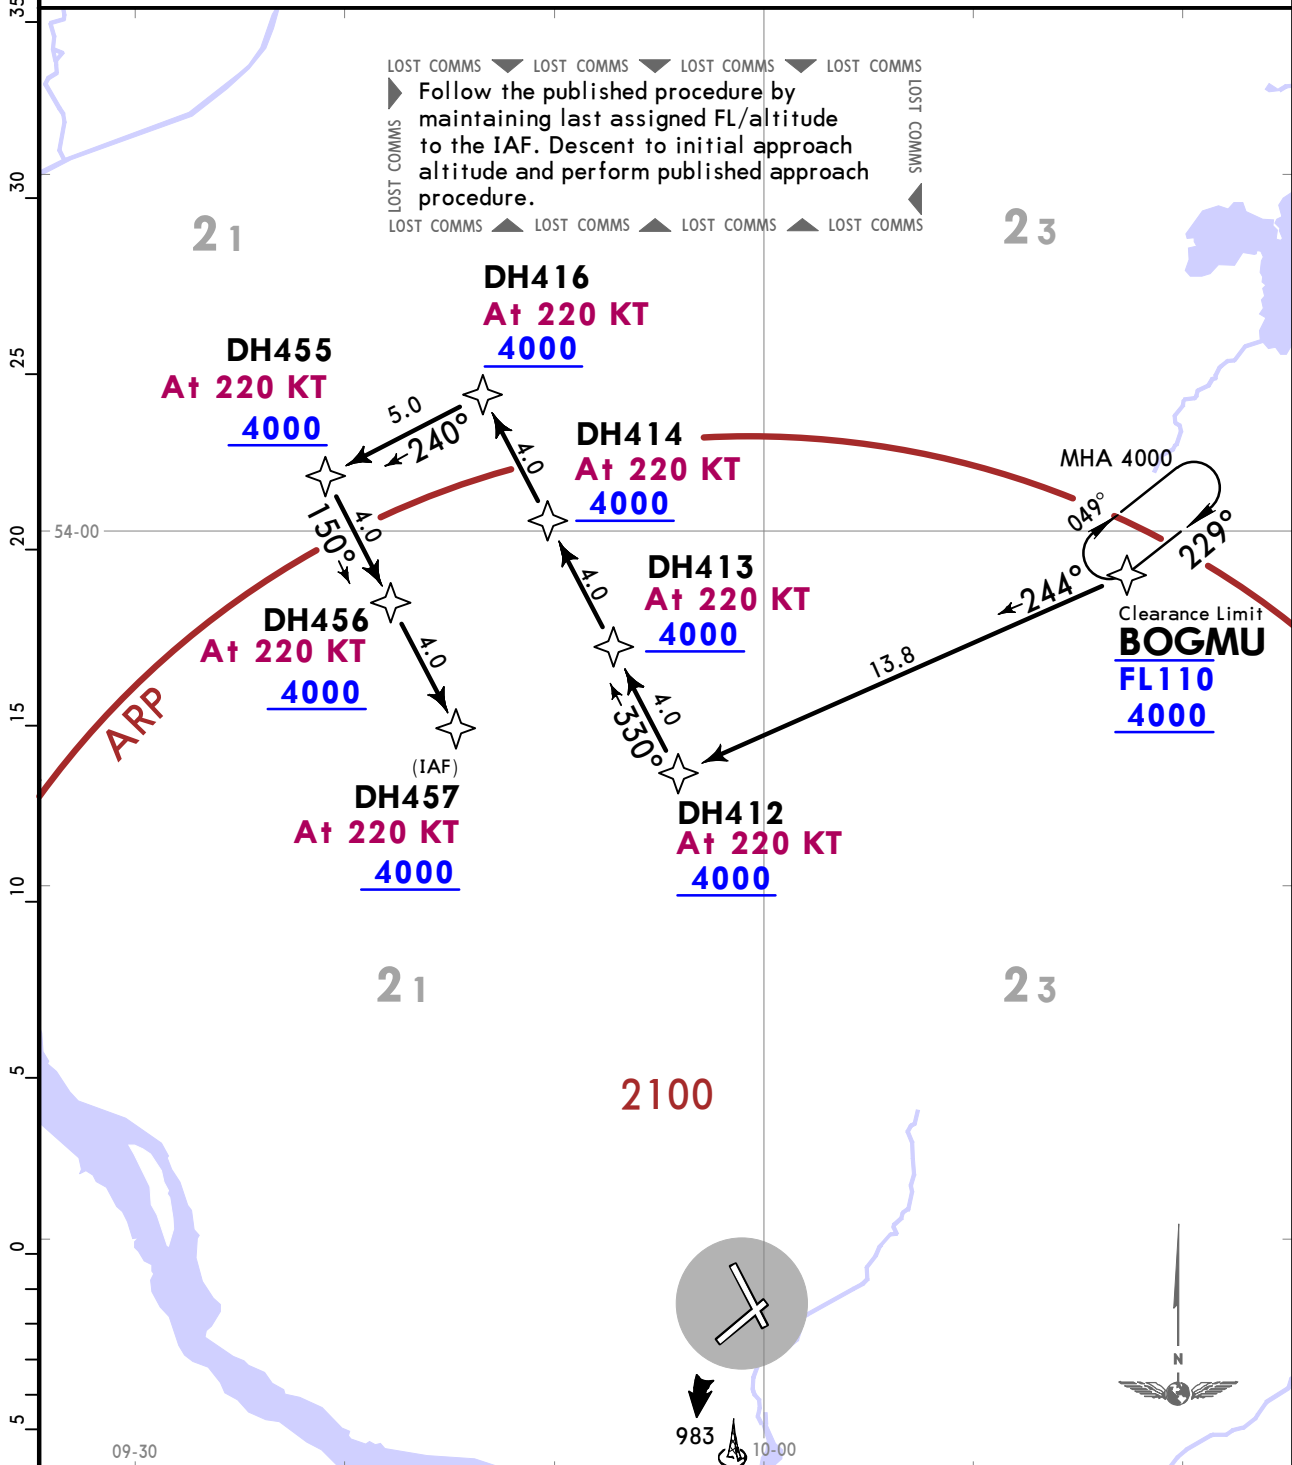 35
30
25
20
15
10
5
0
5
LOST COMMS LOST COMMS LOST COMMS LOST COMMS
LOST COMMS
LOST COMMS
Follow the published procedure by
maintaining last assigned FL/altitude
to the IAF. Descent to initial approach
altitude and perform published approach
procedure.
LOST COMMS LOST COMMS LOST COMMS LOST COMMS
21
23
DH416
At 220 KT
4000
DH455
At 220 KT
4000
5.0
240°
4.0
DH414
At 220 KT
4000
MHA 4000
049°
229°
54-00
150°
4.0
4.0
DH413
At 220 KT
4000
244°
Clearance Limit
BOGMU
FL110
4000
DH456
At 220 KT
4000
4.0
13.8
4.0
330°
ARP
(IAF)
DH457
At 220 KT
4000
DH412
At 220 KT
4000
21
23
2100
N
983
09-30
10-00